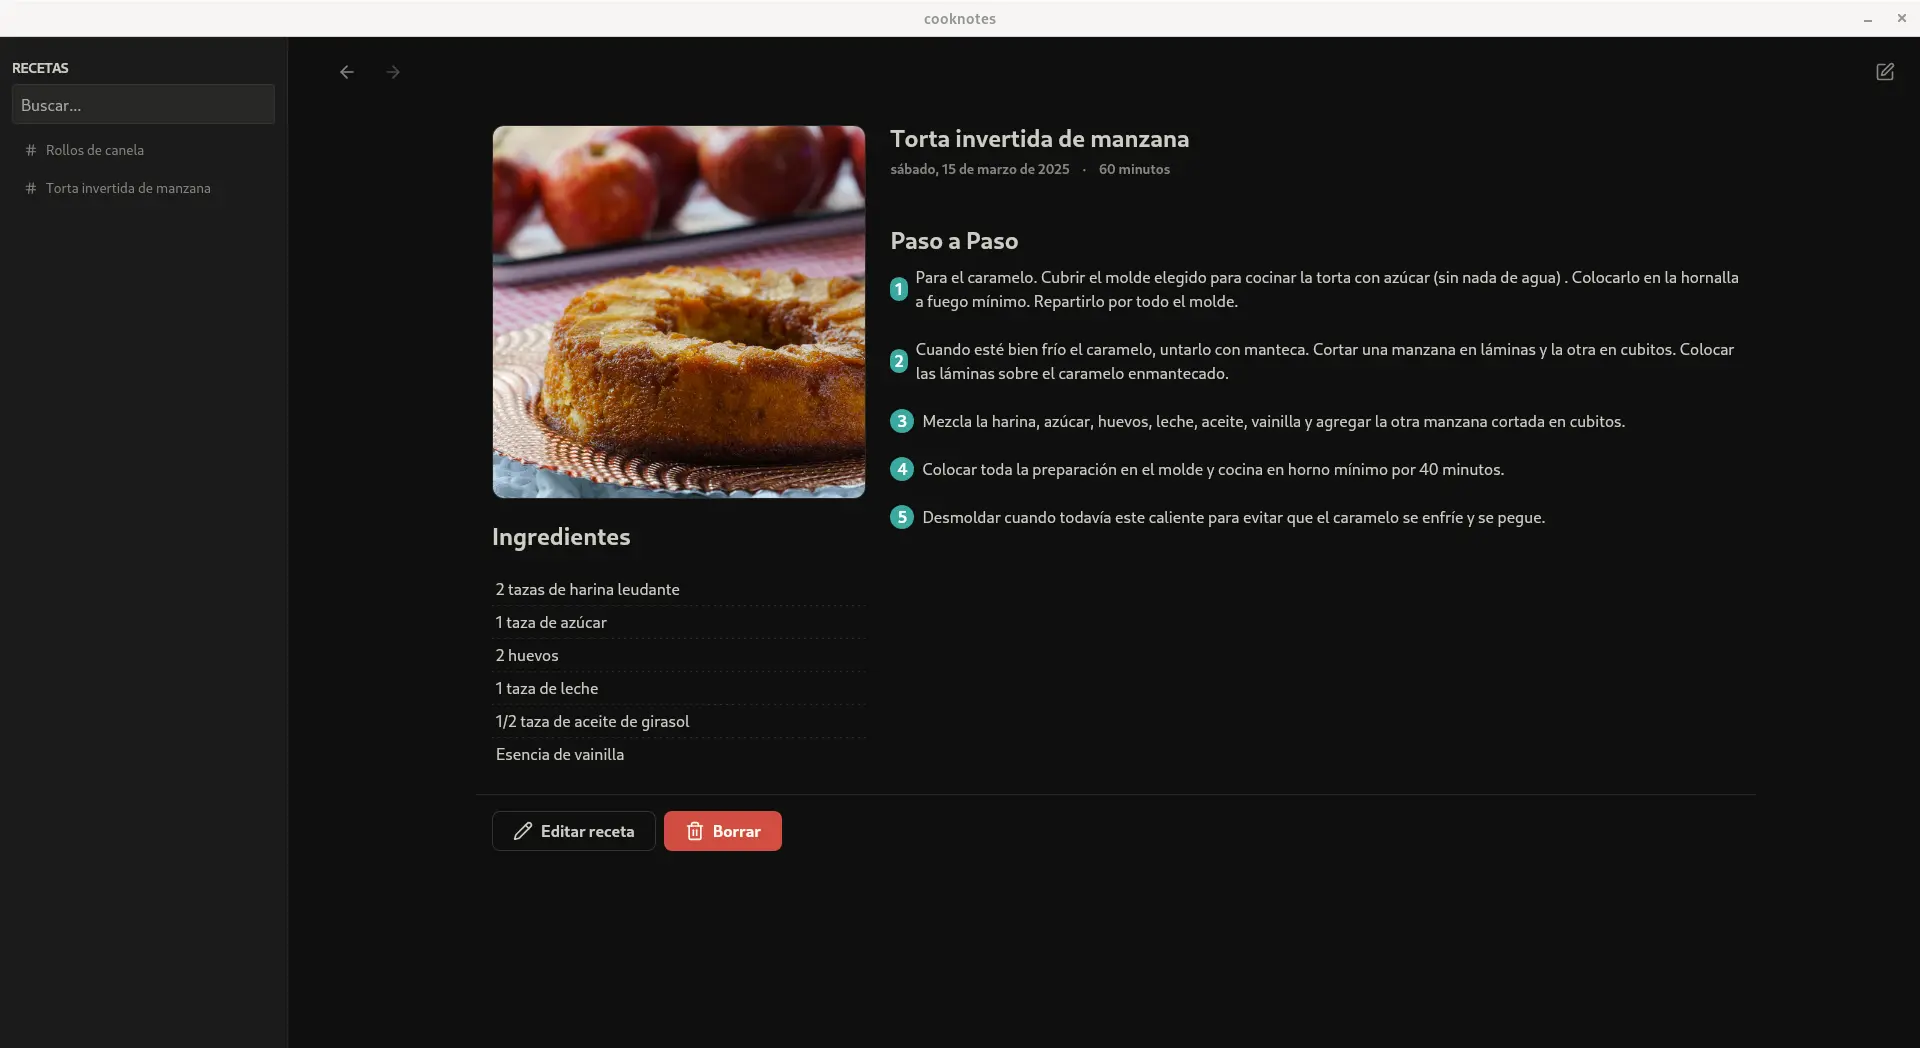 cooknotes
RECETAS
Buscar...
# Rollos de canela
# Torta invertida de manzana
Torta invertida de manzana
sábado, 15 de marzo de 2025 · 60 minutos
Paso a Paso
1 Para el caramelo. Cubrir el molde elegido para cocinar la torta con azúcar (sin nada de agua) . Colocarlo en la hornalla
a fuego mínimo. Repartirlo por todo el molde.
2 Cuando esté bien frío el caramelo, untarlo con manteca. Cortar una manzana en láminas y la otra en cubitos. Colocar
las láminas sobre el caramelo enmantecado.
3 Mezcla la harina, azúcar, huevos, leche, aceite, vainilla y agregar la otra manzana cortada en cubitos.
4 Colocar toda la preparación en el molde y cocina en horno mínimo por 40 minutos.
5 Desmoldar cuando todavía este caliente para evitar que el caramelo se enfríe y se pegue.
Ingredientes
2 tazas de harina leudante
1 taza de azúcar
2 huevos
1 taza de leche
1/2 taza de aceite de girasol
Esencia de vainilla
Editar receta
Borrar